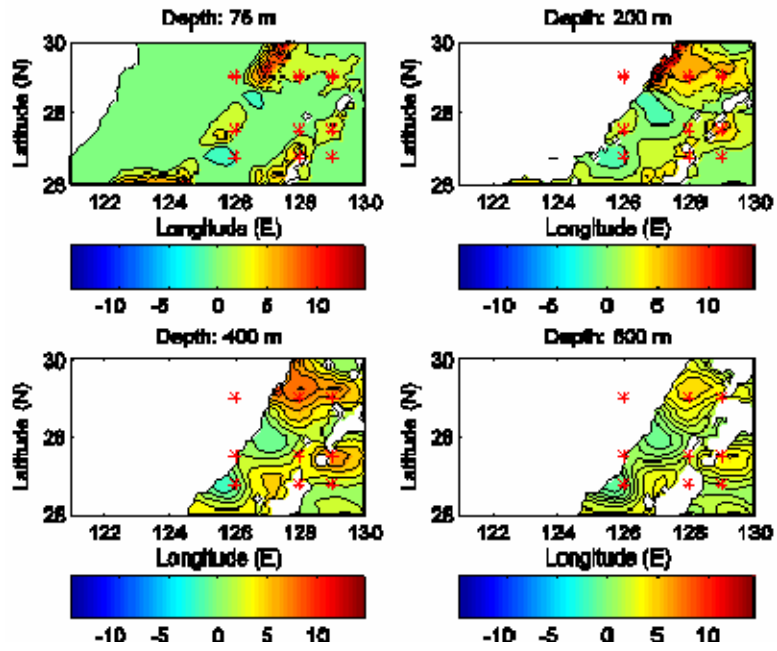 Depth: 75 m
Latitude (N)
30
28
26
122 124 126 128 130
Longitude (E)
-10 -5 0 5 10
Depth: 200 m
Latitude (N)
30
28
26
122 124 126 128 130
Longitude (E)
-10 -5 0 5 10
Depth: 400 m
Latitude (N)
30
28
26
122 124 126 128 130
Longitude (E)
-10 -5 0 5 10
Depth: 600 m
Latitude (N)
30
28
26
122 124 126 128 130
Longitude (E)
-10 -5 0 5 10